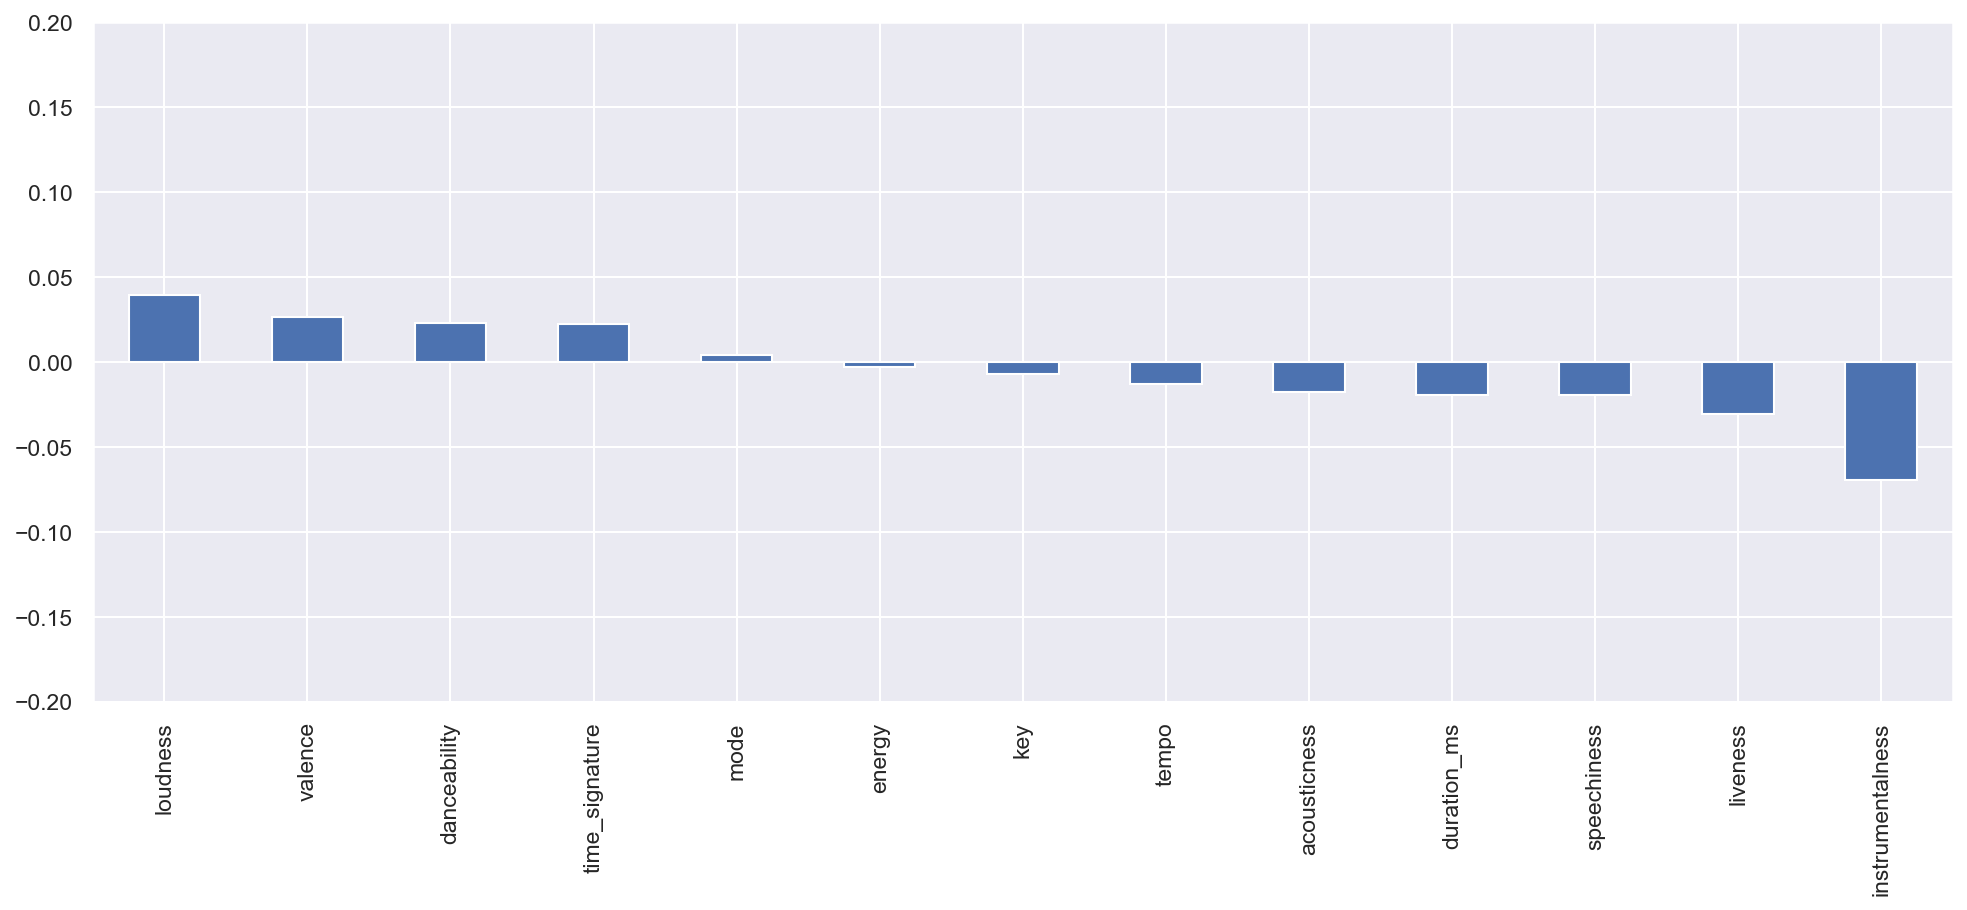 0.20
0.15
0.10
0.05
0.00
−0.05
−0.10
−0.15
−0.20
loudness
valence
danceability
time_signature
mode
energy
key
tempo
acousticness
duration_ms
speechiness
liveness
instrumentalness